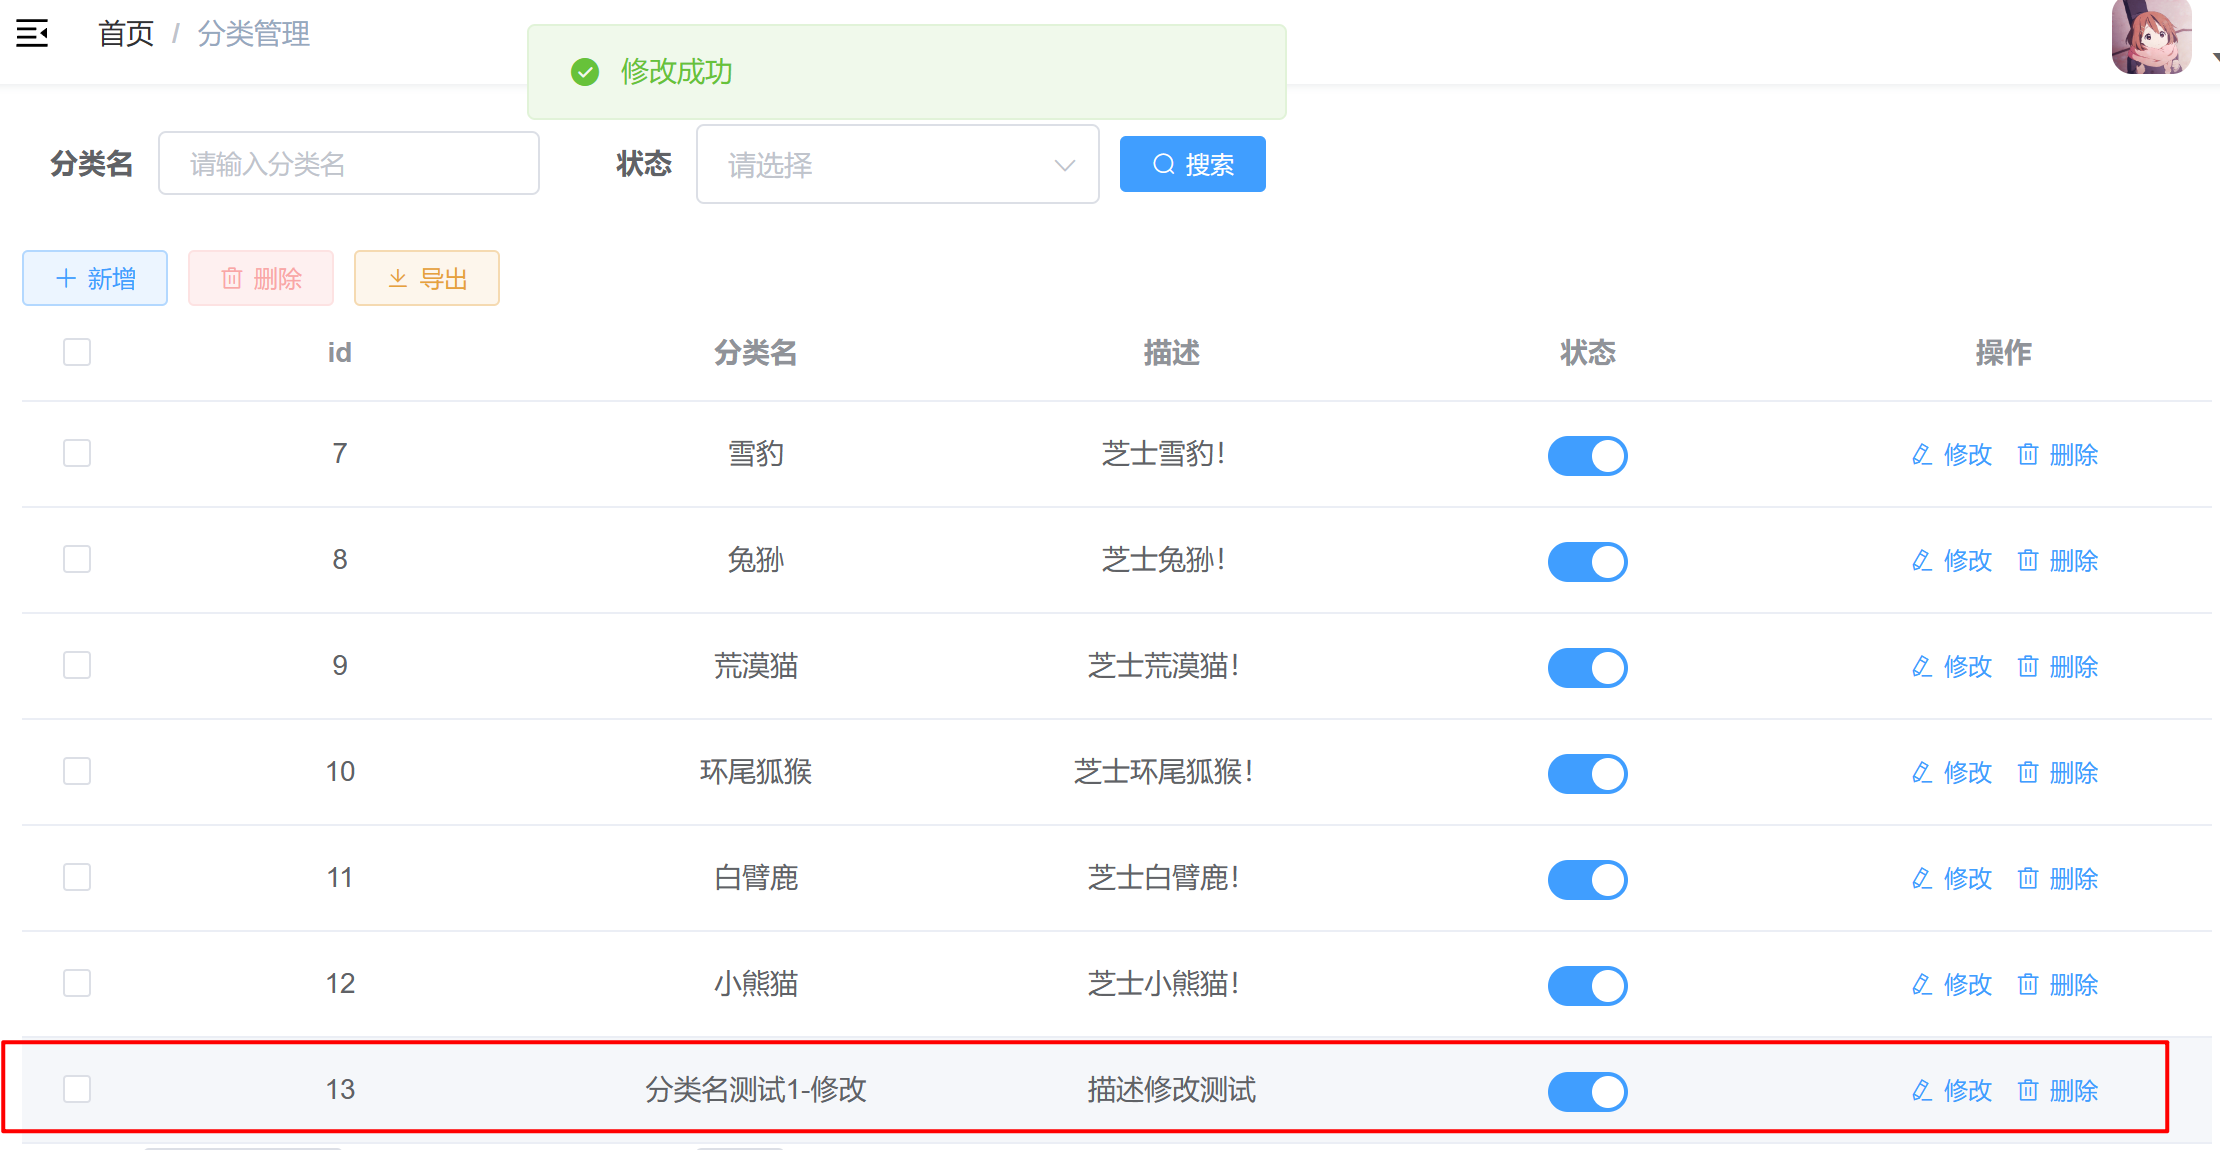 首页 / 分类管理
修改成功
分类名 请输入分类名 状态 请选择 搜索
新增 删除 导出
id 分类名 描述 状态 操作
7 雪豹 芝士雪豹！ 修改 删除
8 兔狲 芝士兔狲！ 修改 删除
9 荒漠猫 芝士荒漠猫！ 修改 删除
10 环尾狐猴 芝士环尾狐猴！ 修改 删除
11 白臂鹿 芝士白臂鹿！ 修改 删除
12 小熊猫 芝士小熊猫！ 修改 删除
13 分类名测试1-修改 描述修改测试 修改 删除